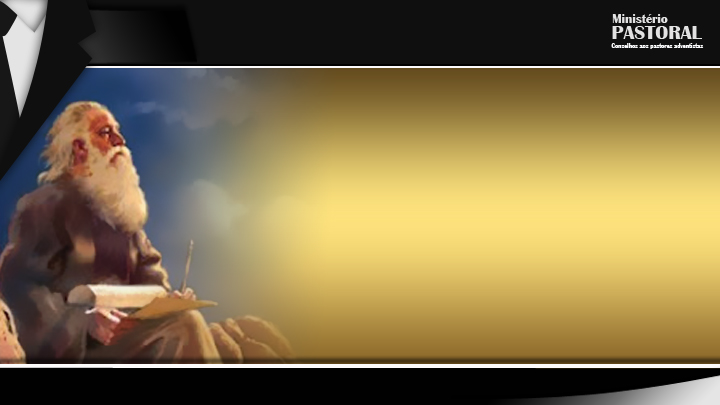 Ministério
PASTORAL
Conselhos aos pastores adventistas